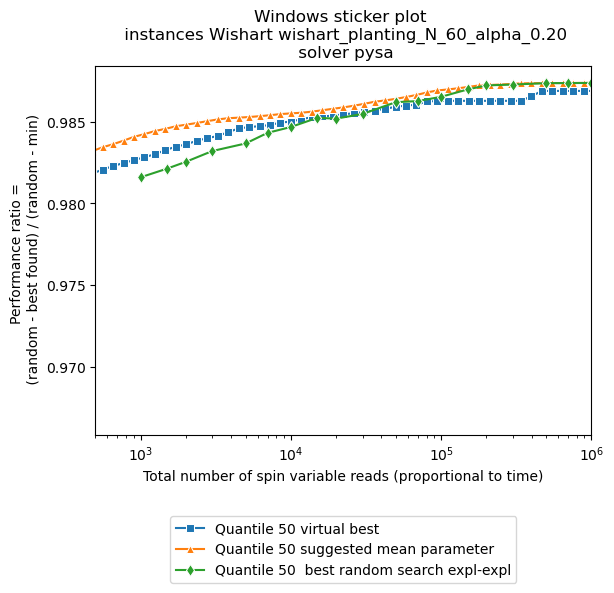 Windows sticker plot
instances Wishart wishart_planting_N_60_alpha_0.20
solver pysa
Performance ratio =
(random - best found) / (random - min)
0.985
0.980
0.975
0.970
10³
10⁴
10⁵
10⁶
Total number of spin variable reads (proportional to time)
Quantile 50 virtual best
Quantile 50 suggested mean parameter
Quantile 50  best random search expl-expl